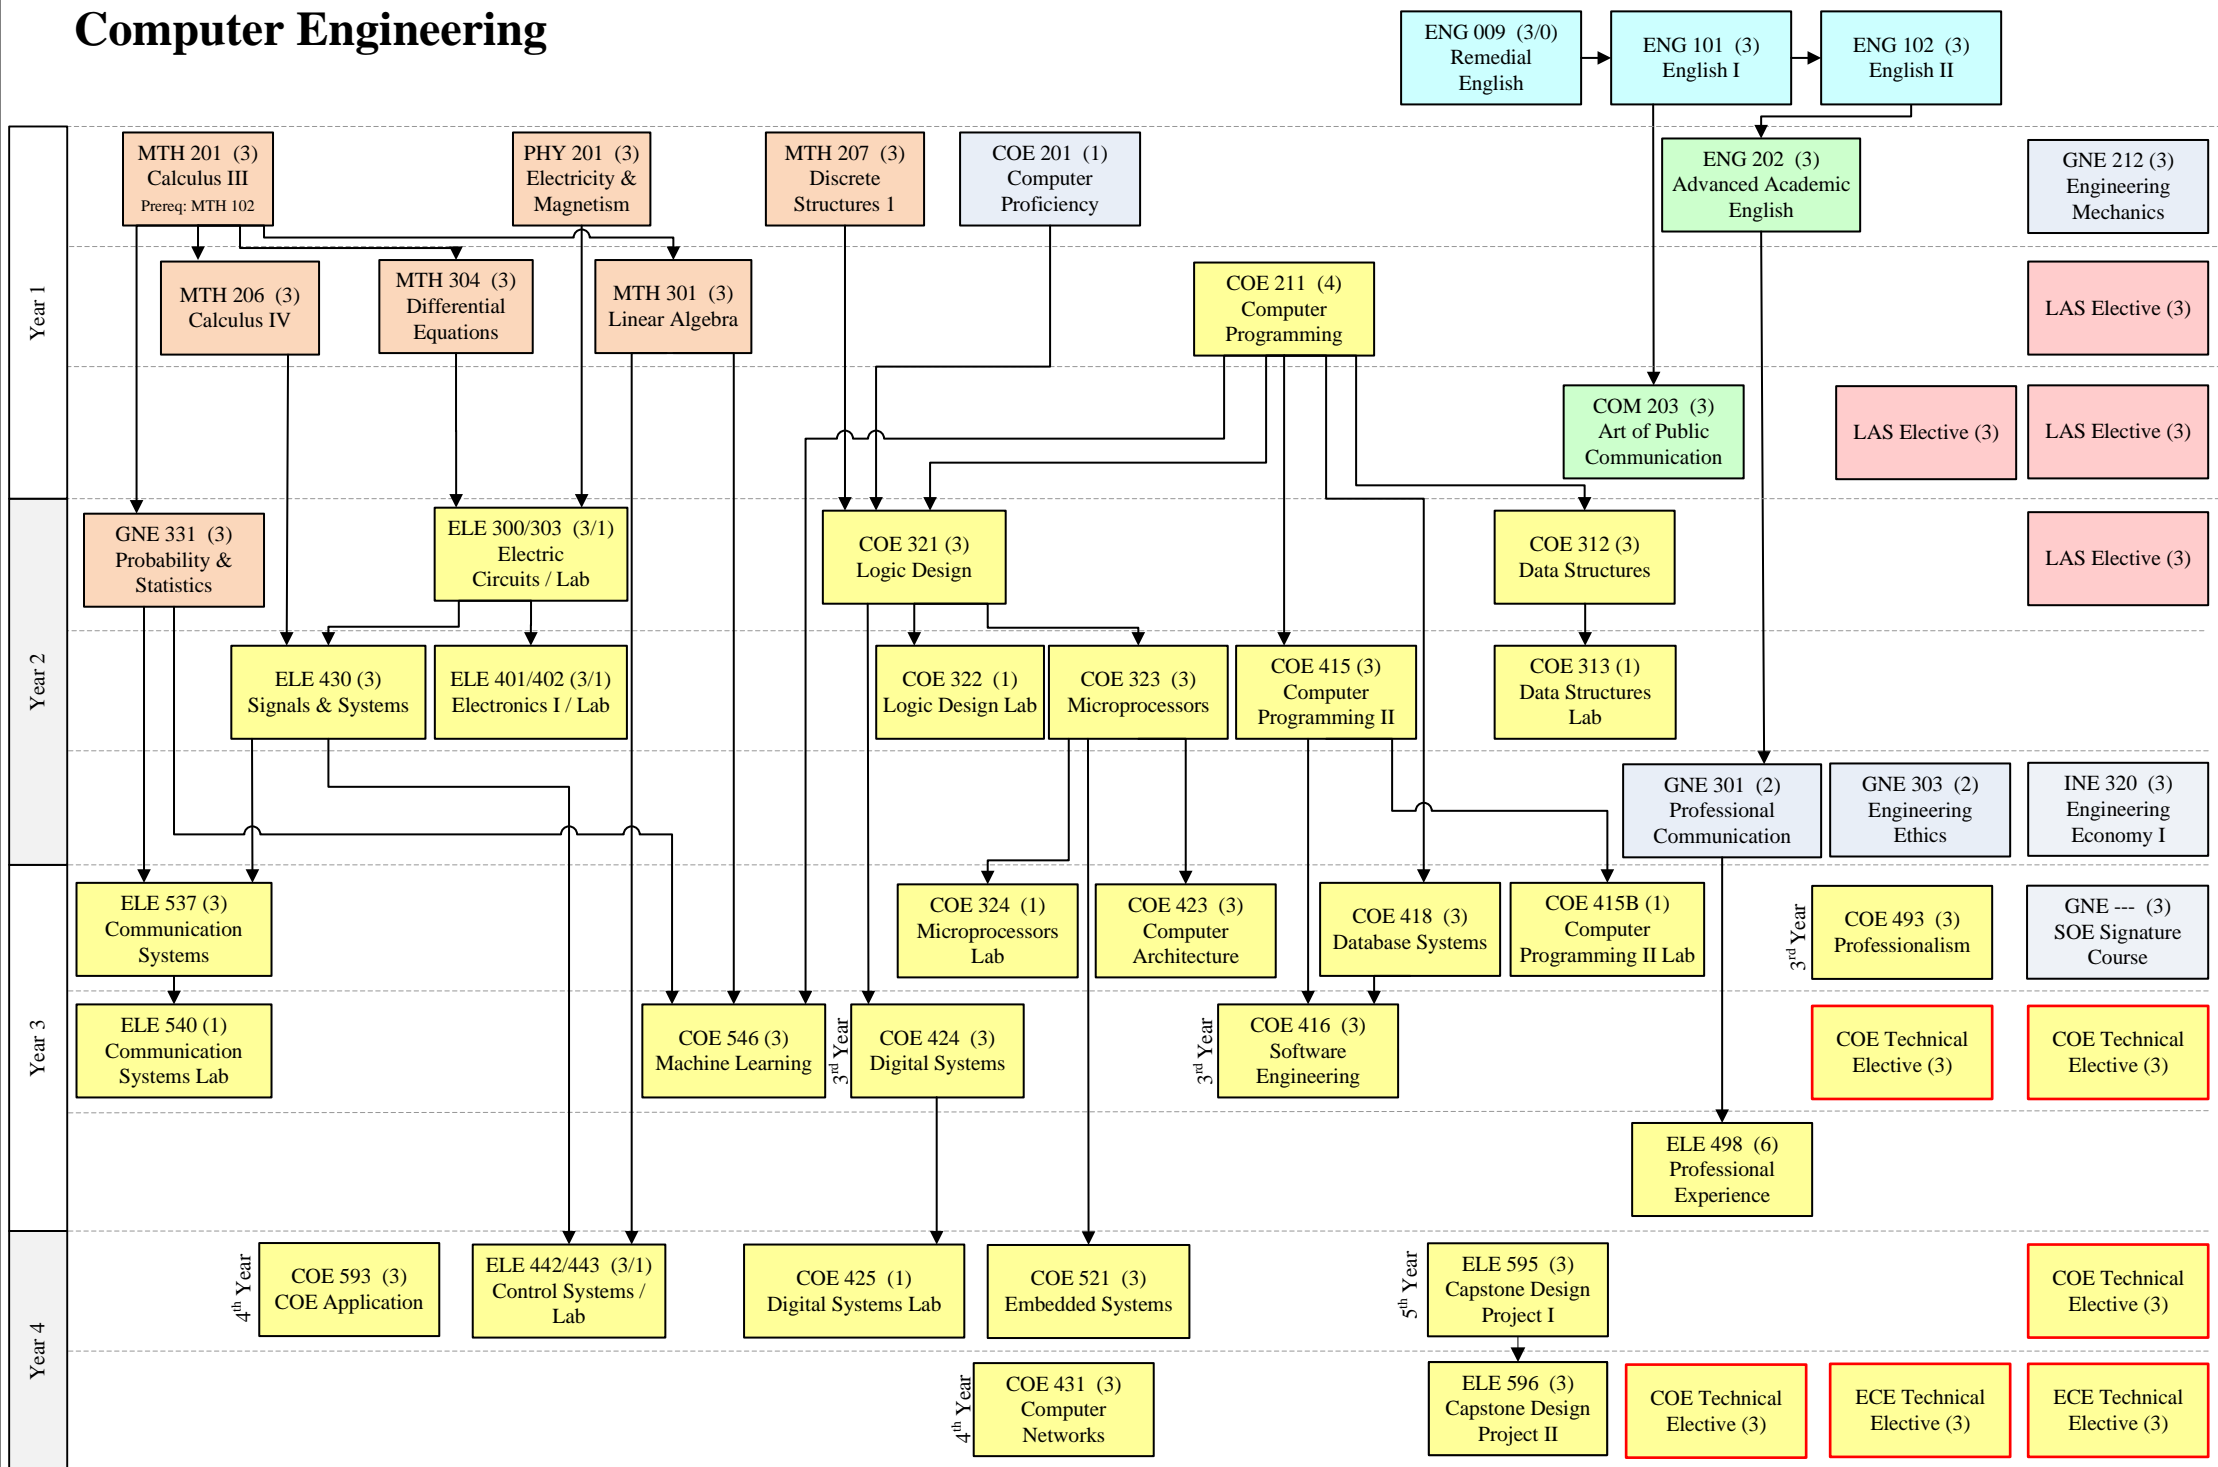 Computer Engineering
ENG 009 (3/0)
Remedial
English
ENG 101 (3)
English I
ENG 102 (3)
English II
Year 1
MTH 201 (3)
Calculus III
Prereq: MTH 102
PHY 201 (3)
Electricity &
Magnetism
MTH 207 (3)
Discrete
Structures 1
COE 201 (1)
Computer
Proficiency
ENG 202 (3)
Advanced Academic
English
GNE 212 (3)
Engineering
Mechanics
MTH 206 (3)
Calculus IV
MTH 304 (3)
Differential
Equations
MTH 301 (3)
Linear Algebra
COE 211 (4)
Computer
Programming
LAS Elective (3)
COM 203 (3)
Art of Public
Communication
LAS Elective (3)
LAS Elective (3)
Year 2
GNE 331 (3)
Probability &
Statistics
ELE 300/303 (3/1)
Electric
Circuits / Lab
COE 321 (3)
Logic Design
COE 312 (3)
Data Structures
LAS Elective (3)
ELE 430 (3)
Signals & Systems
ELE 401/402 (3/1)
Electronics I / Lab
COE 322 (1)
Logic Design Lab
COE 323 (3)
Microprocessors
COE 415 (3)
Computer
Programming II
COE 313 (1)
Data Structures
Lab
GNE 301 (2)
Professional
Communication
GNE 303 (2)
Engineering
Ethics
INE 320 (3)
Engineering
Economy I
Year 3
ELE 537 (3)
Communication
Systems
COE 324 (1)
Microprocessors
Lab
COE 423 (3)
Computer
Architecture
COE 418 (3)
Database Systems
COE 415B (1)
Computer
Programming II Lab
3rd Year
COE 493 (3)
Professionalism
GNE --- (3)
SOE Signature
Course
ELE 540 (1)
Communication
Systems Lab
COE 546 (3)
Machine Learning
3rd Year
COE 424 (3)
Digital Systems
3rd Year
COE 416 (3)
Software
Engineering
COE Technical
Elective (3)
COE Technical
Elective (3)
ELE 498 (6)
Professional
Experience
Year 4
4th Year
COE 593 (3)
COE Application
ELE 442/443 (3/1)
Control Systems /
Lab
COE 425 (1)
Digital Systems Lab
COE 521 (3)
Embedded Systems
5th Year
ELE 595 (3)
Capstone Design
Project I
COE Technical
Elective (3)
4th Year
COE 431 (3)
Computer
Networks
ELE 596 (3)
Capstone Design
Project II
COE Technical
Elective (3)
ECE Technical
Elective (3)
ECE Technical
Elective (3)